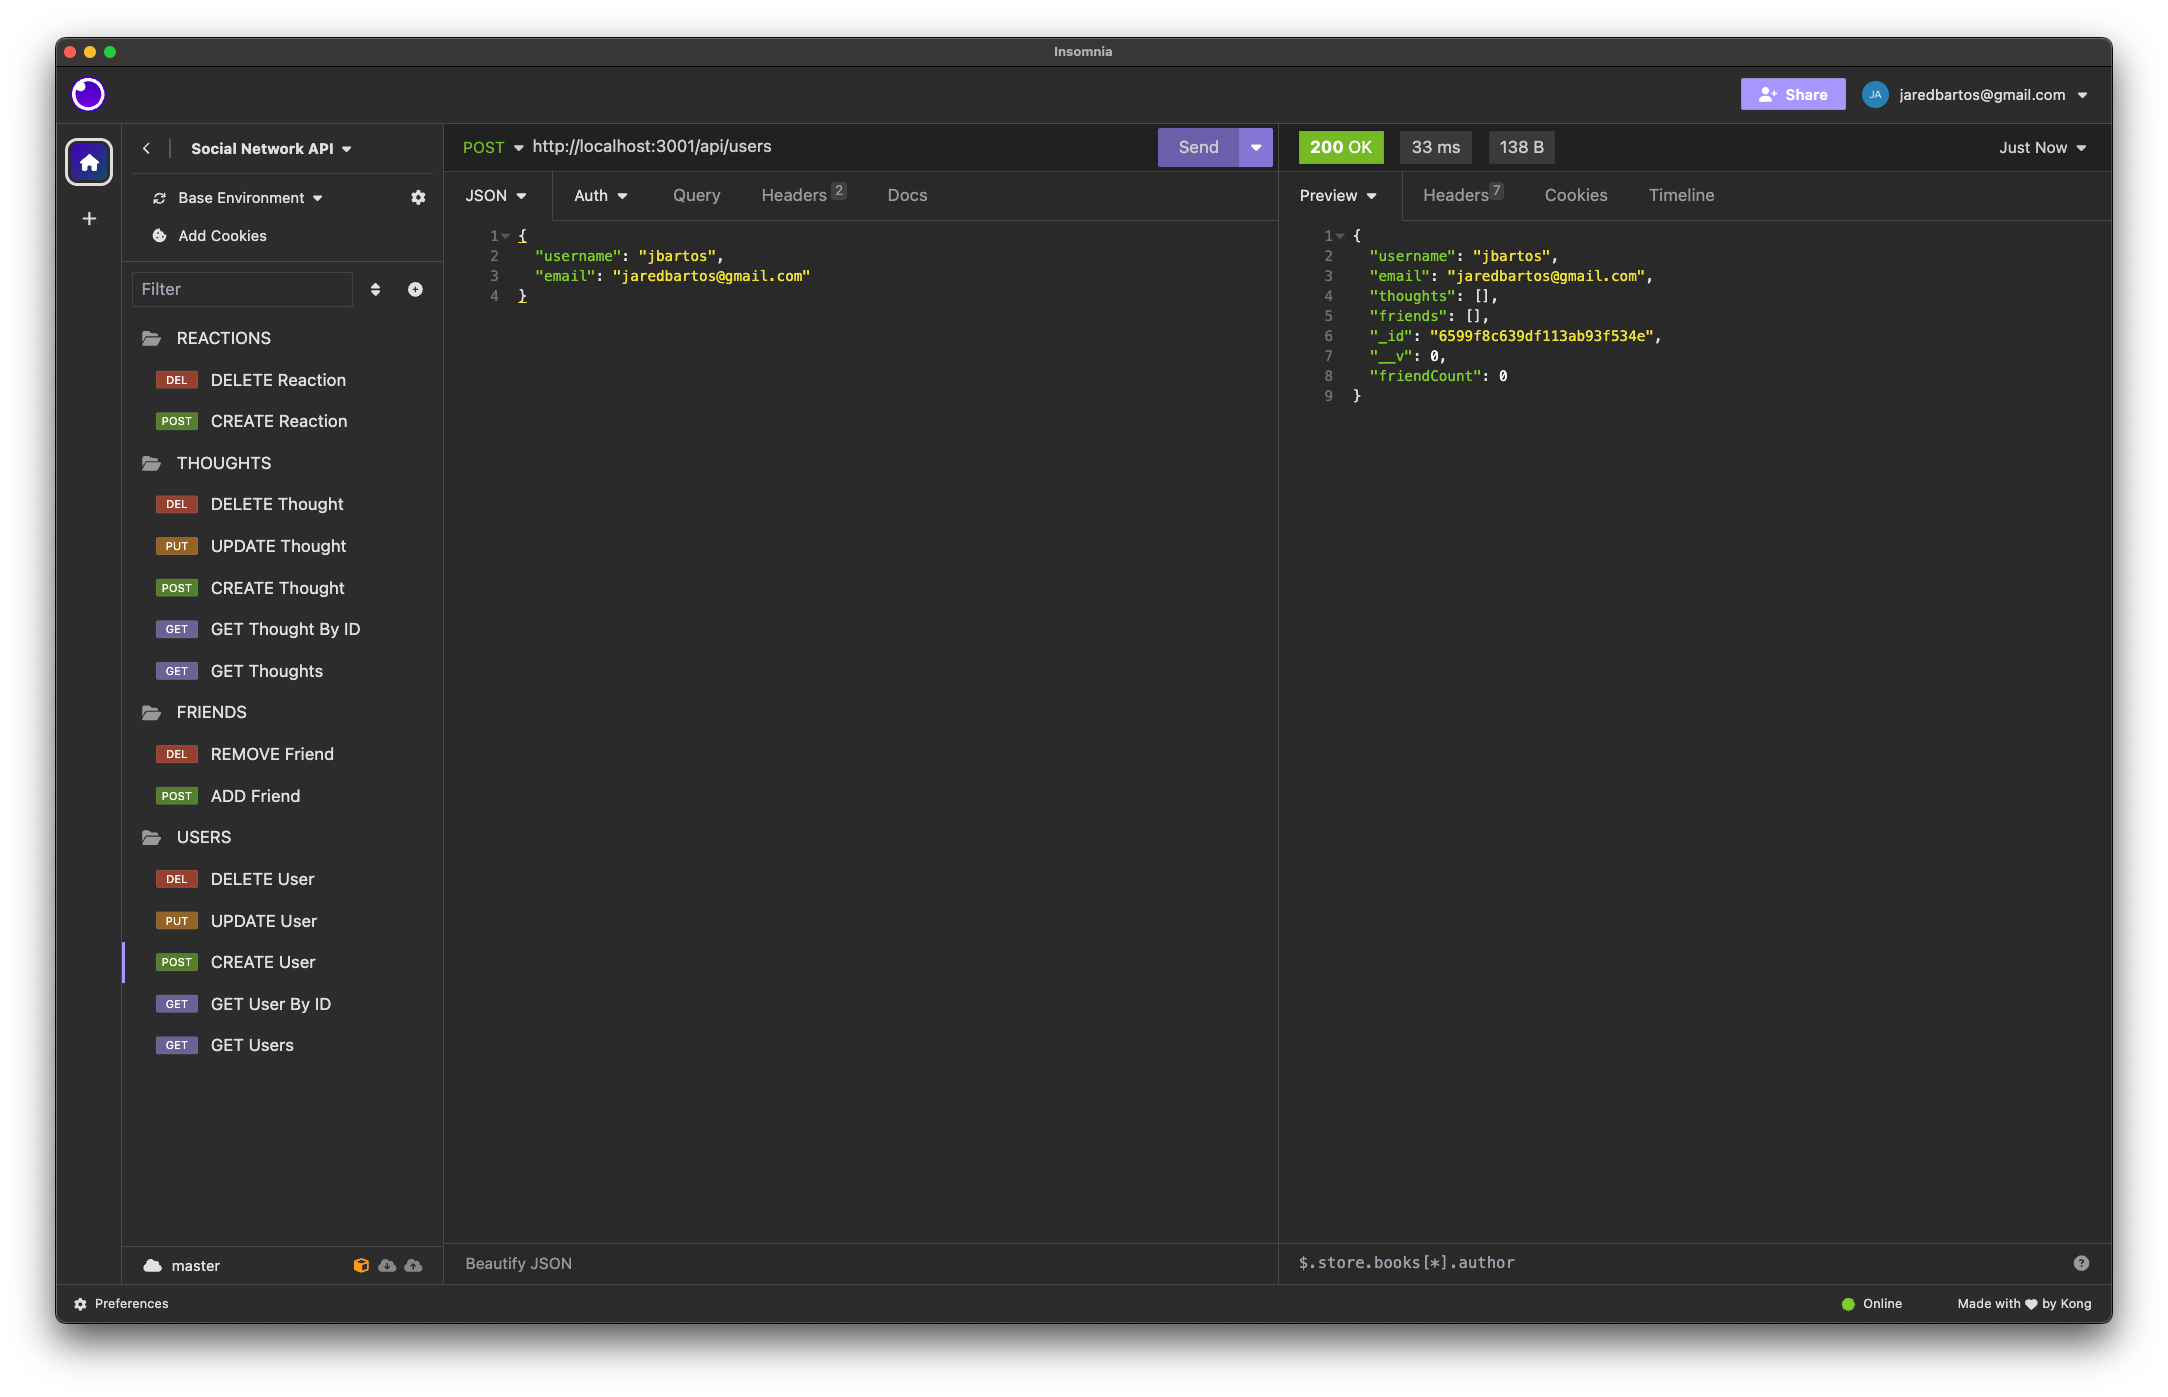 Insomnia
Share
JA
jaredbartos@gmail.com
Social Network API
Base Environment
Add Cookies
Filter
REACTIONS
DEL DELETE Reaction
POST CREATE Reaction
THOUGHTS
DEL DELETE Thought
PUT UPDATE Thought
POST CREATE Thought
GET GET Thought By ID
GET GET Thoughts
FRIENDS
DEL REMOVE Friend
POST ADD Friend
USERS
DEL DELETE User
PUT UPDATE User
POST CREATE User
GET GET User By ID
GET GET Users
master
POST http://localhost:3001/api/users Send
JSON Auth Query Headers 2 Docs
1 {
2 "username": "jbartos",
3 "email": "jaredbartos@gmail.com"
4 }
Beautify JSON
200 OK 33 ms 138 B Just Now
Preview Headers 7 Cookies Timeline
1 {
2 "username": "jbartos",
3 "email": "jaredbartos@gmail.com",
4 "thoughts": [],
5 "friends": [],
6 "_id": "6599f8c639df113ab93f534e",
7 "__v": 0,
8 "friendCount": 0
9 }
$.store.books[*].author
Preferences
Online
Made with ♥ by Kong